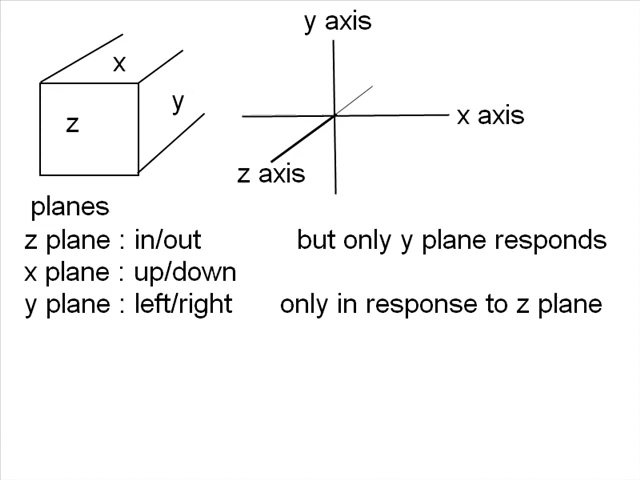 y axis
x
y
z
x axis
z axis
planes
z plane : in/out but only y plane responds
x plane : up/down
y plane : left/right only in response to z plane